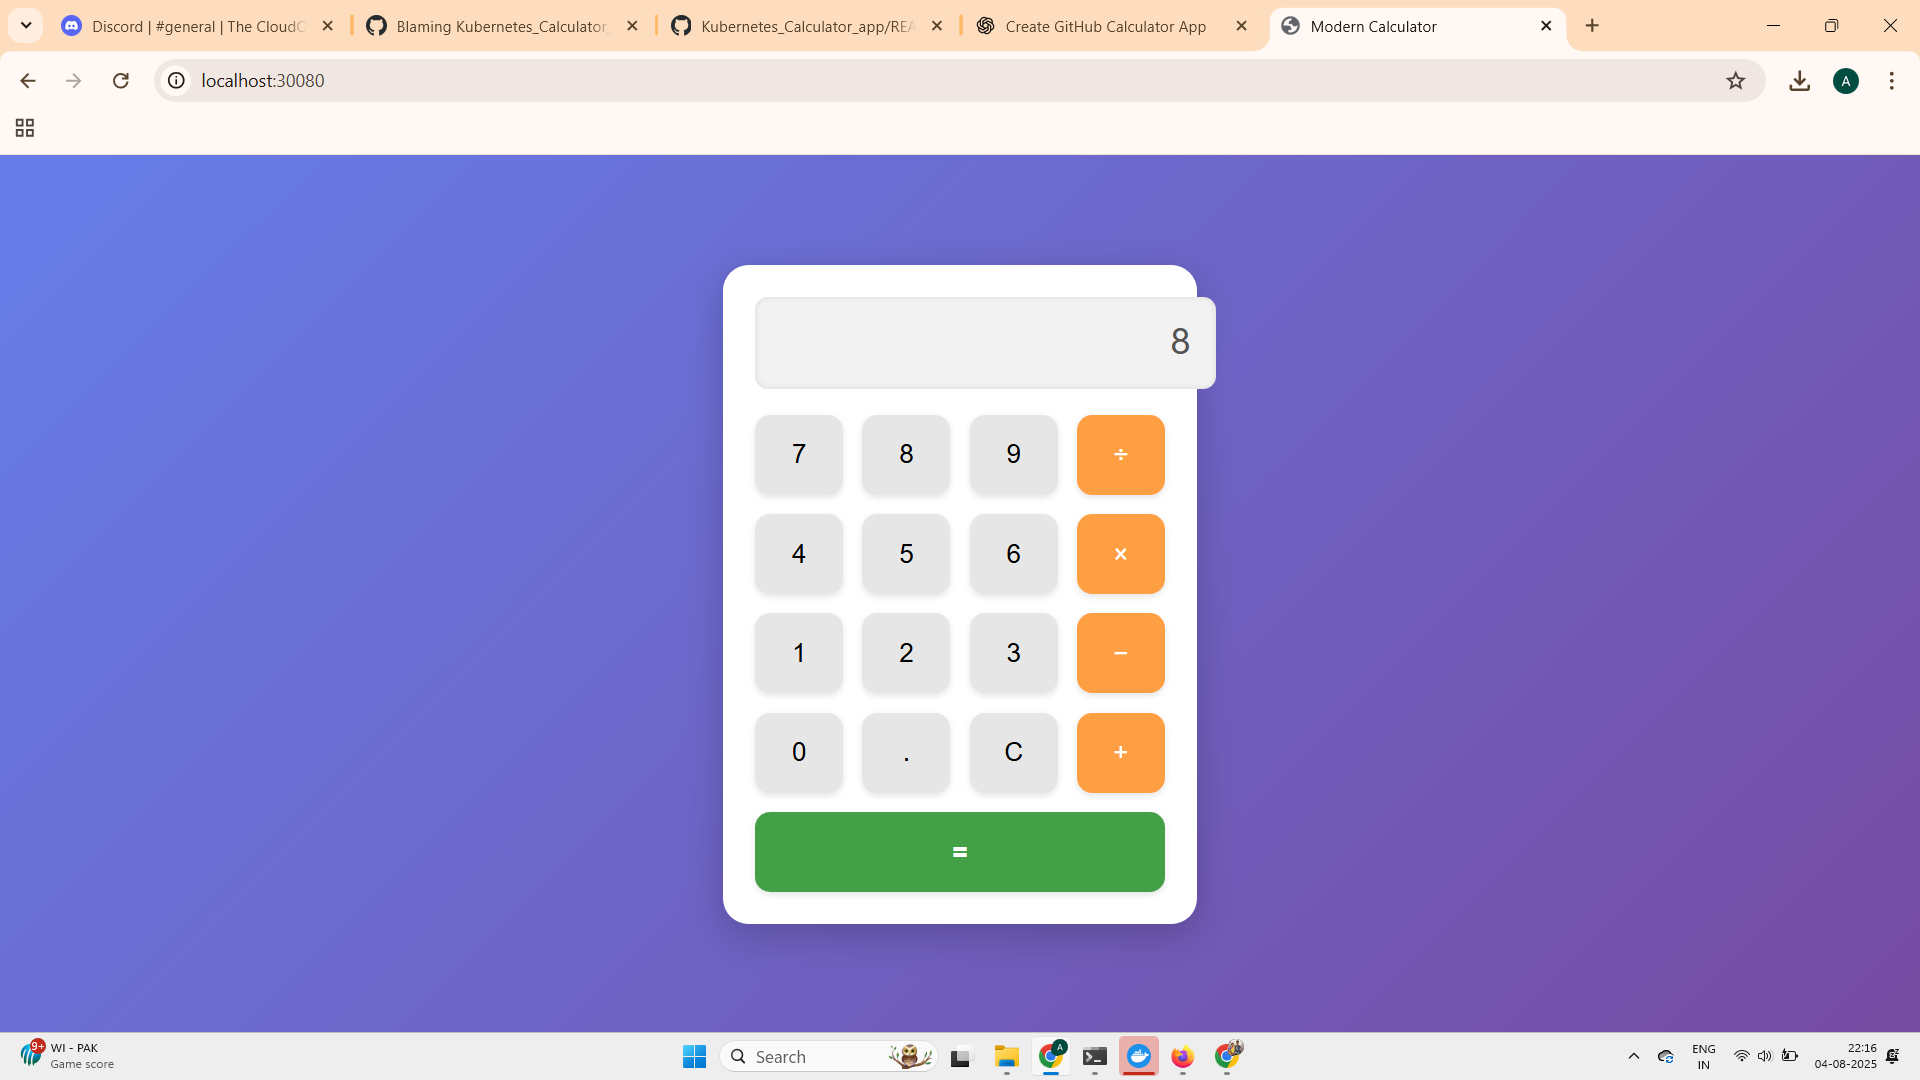 Discord | #general | The CloudC
Blaming Kubernetes_Calculator_
Kubernetes_Calculator_app/REA
Create GitHub Calculator App
Modern Calculator
localhost:30080
A
8
7 8 9 ÷
4 5 6 ×
1 2 3 −
0 . C +
=
9+
WI - PAK
Game score
Search
A
ENG
IN
22:16
04-08-2025